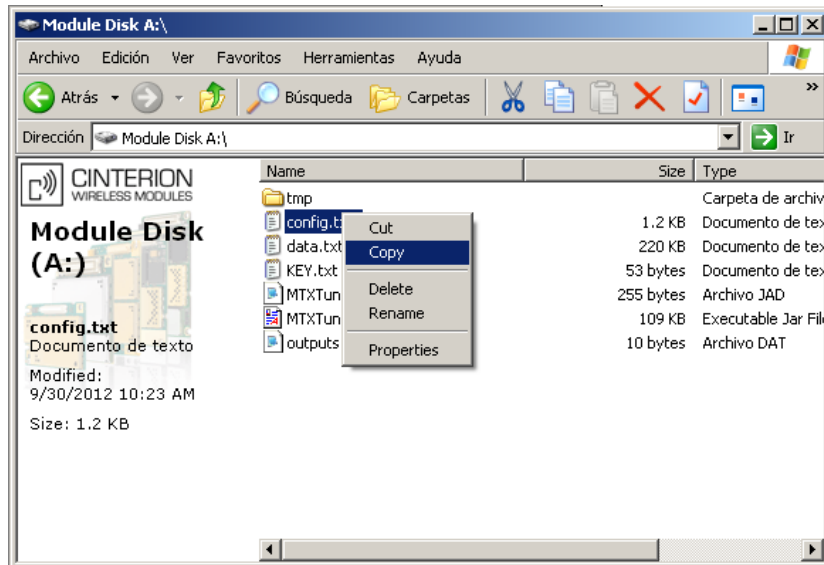 Module Disk A:\
Archivo Edición Ver Favoritos Herramientas Ayuda
Atrás Búsqueda Carpetas »
Dirección Module Disk A:\ Ir
CINTERION
WIRELESS MODULES
Module Disk
(A:)
config.txt
Documento de texto
Modified:
9/30/2012 10:23 AM
Size: 1.2 KB
Name Size Type
tmp Carpeta de archiv
config.t 1.2 KB Documento de tex
data.txt 220 KB Documento de tex
KEY.txt 53 bytes Documento de tex
MTXTun 255 bytes Archivo JAD
MTXTun 109 KB Executable Jar File
outputs 10 bytes Archivo DAT
Cut
Copy
Delete
Rename
Properties